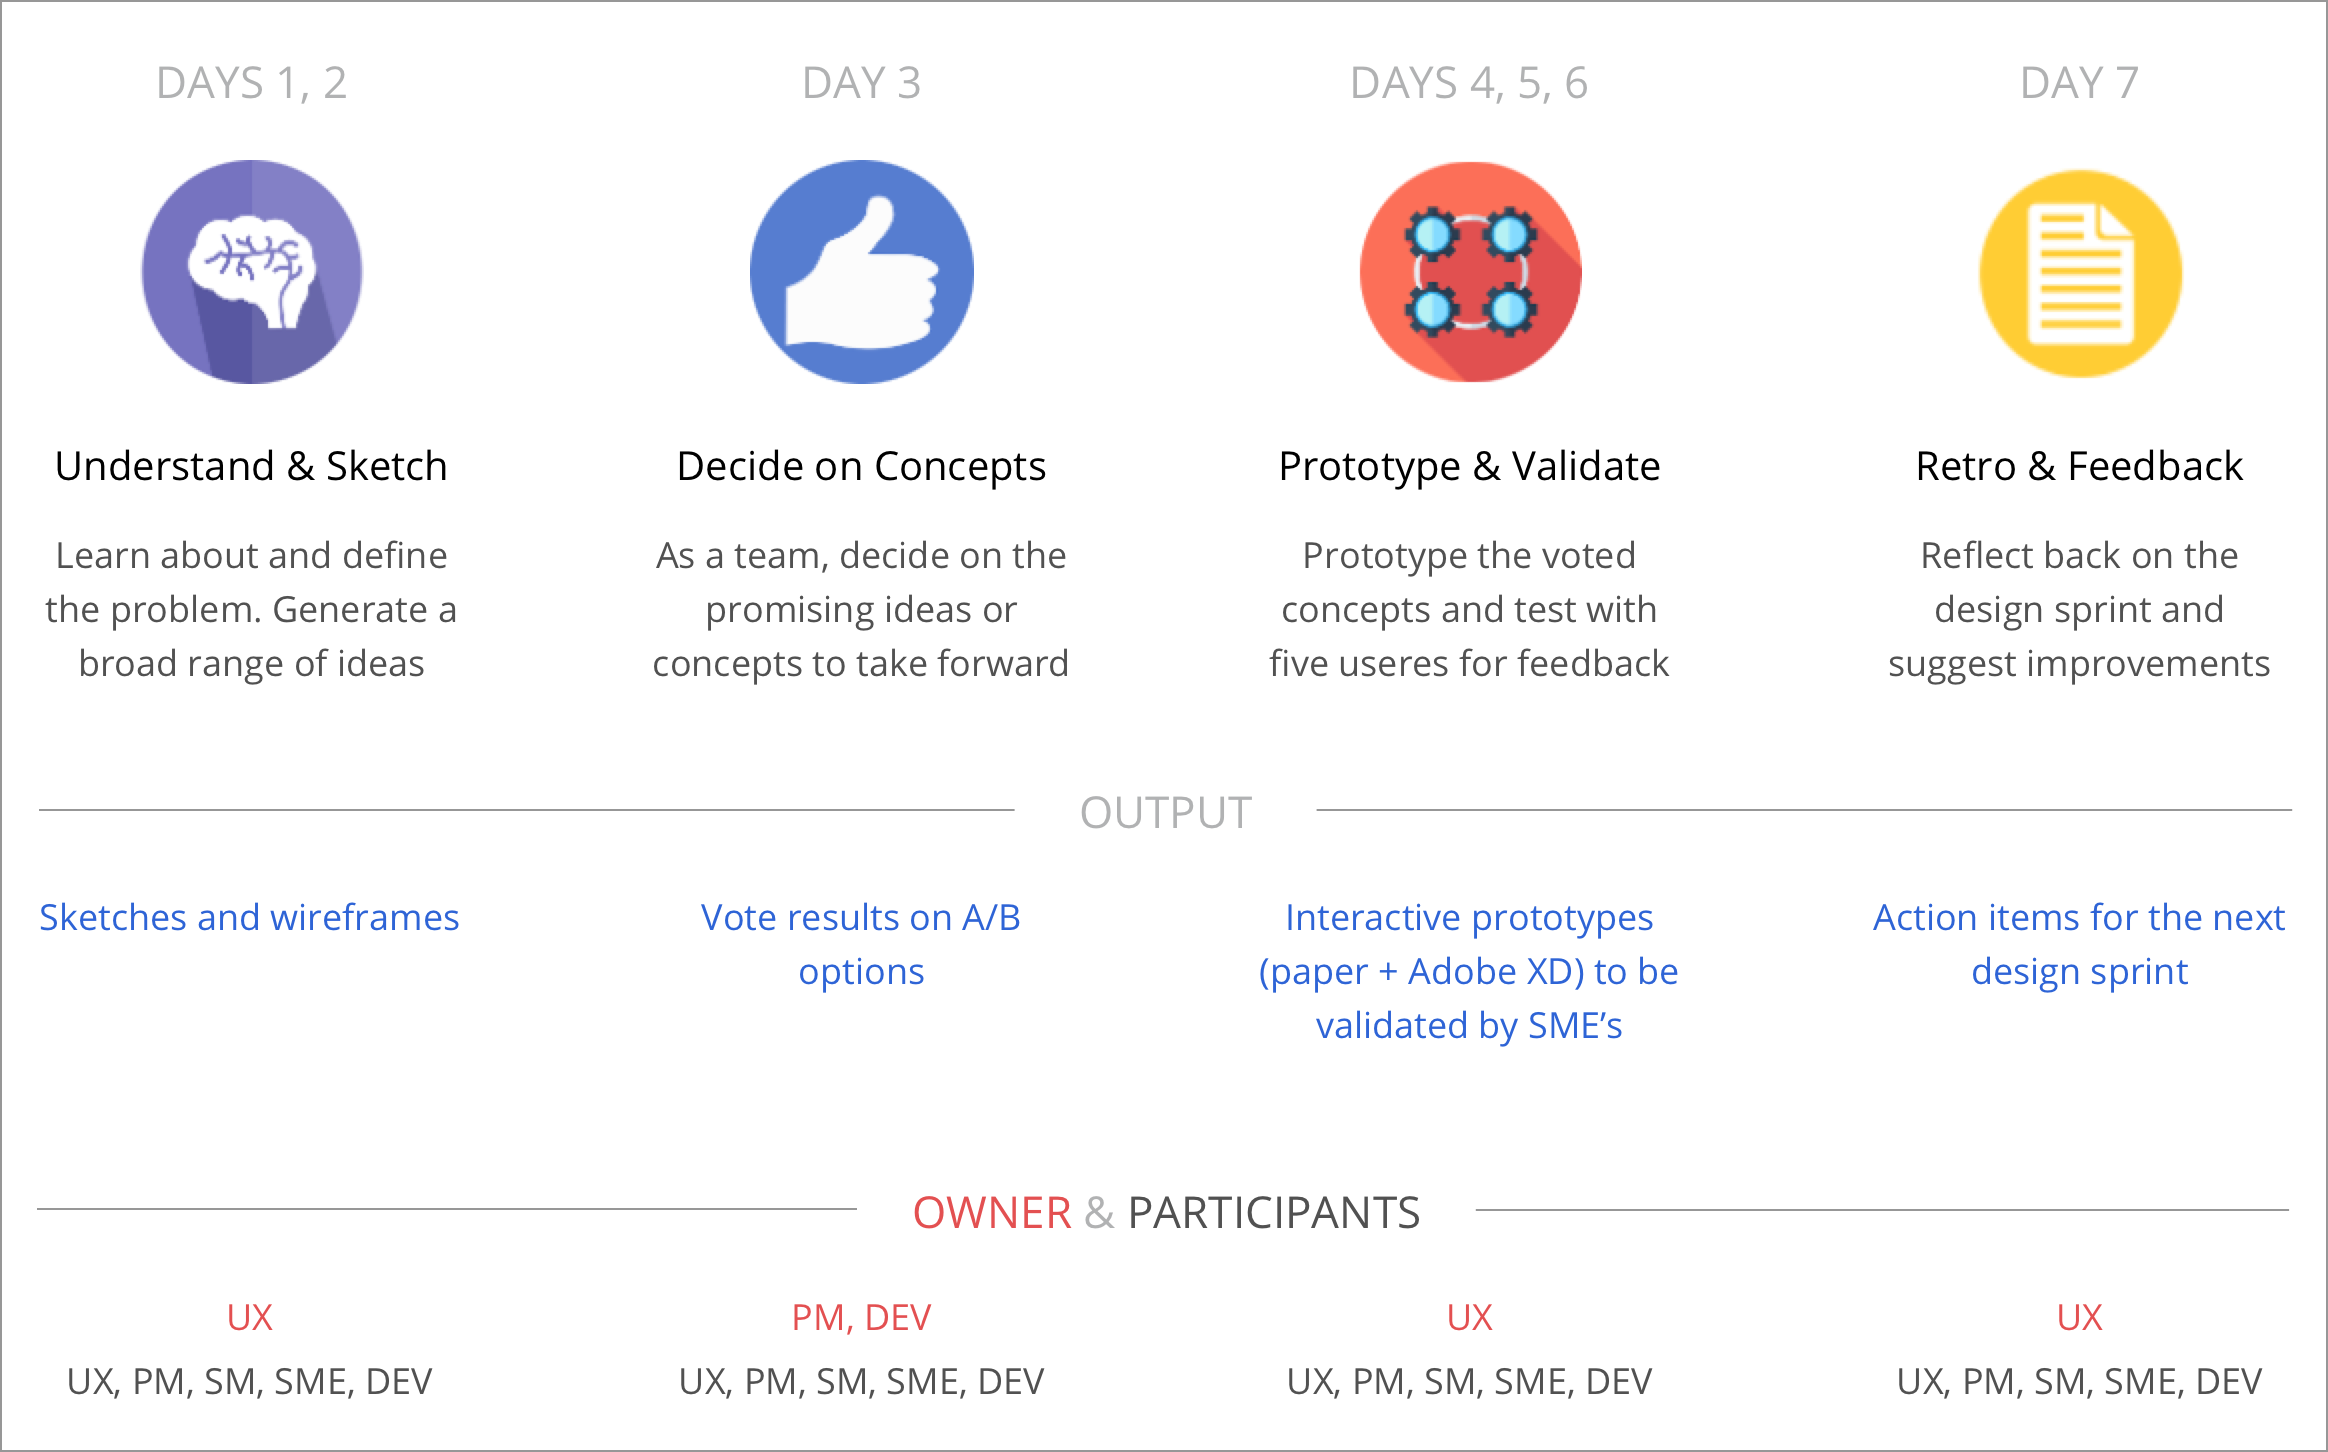 DAYS 1, 2
Understand & Sketch
Learn about and define
the problem. Generate a
broad range of ideas
DAY 3
Decide on Concepts
As a team, decide on the
promising ideas or
concepts to take forward
DAYS 4, 5, 6
Prototype & Validate
Prototype the voted
concepts and test with
five useres for feedback
DAY 7
Retro & Feedback
Reflect back on the
design sprint and
suggest improvements
OUTPUT
Sketches and wireframes
Vote results on A/B
options
Interactive prototypes
(paper + Adobe XD) to be
validated by SME’s
Action items for the next
design sprint
OWNER & PARTICIPANTS
UX
UX, PM, SM, SME, DEV
PM, DEV
UX, PM, SM, SME, DEV
UX
UX, PM, SM, SME, DEV
UX
UX, PM, SM, SME, DEV